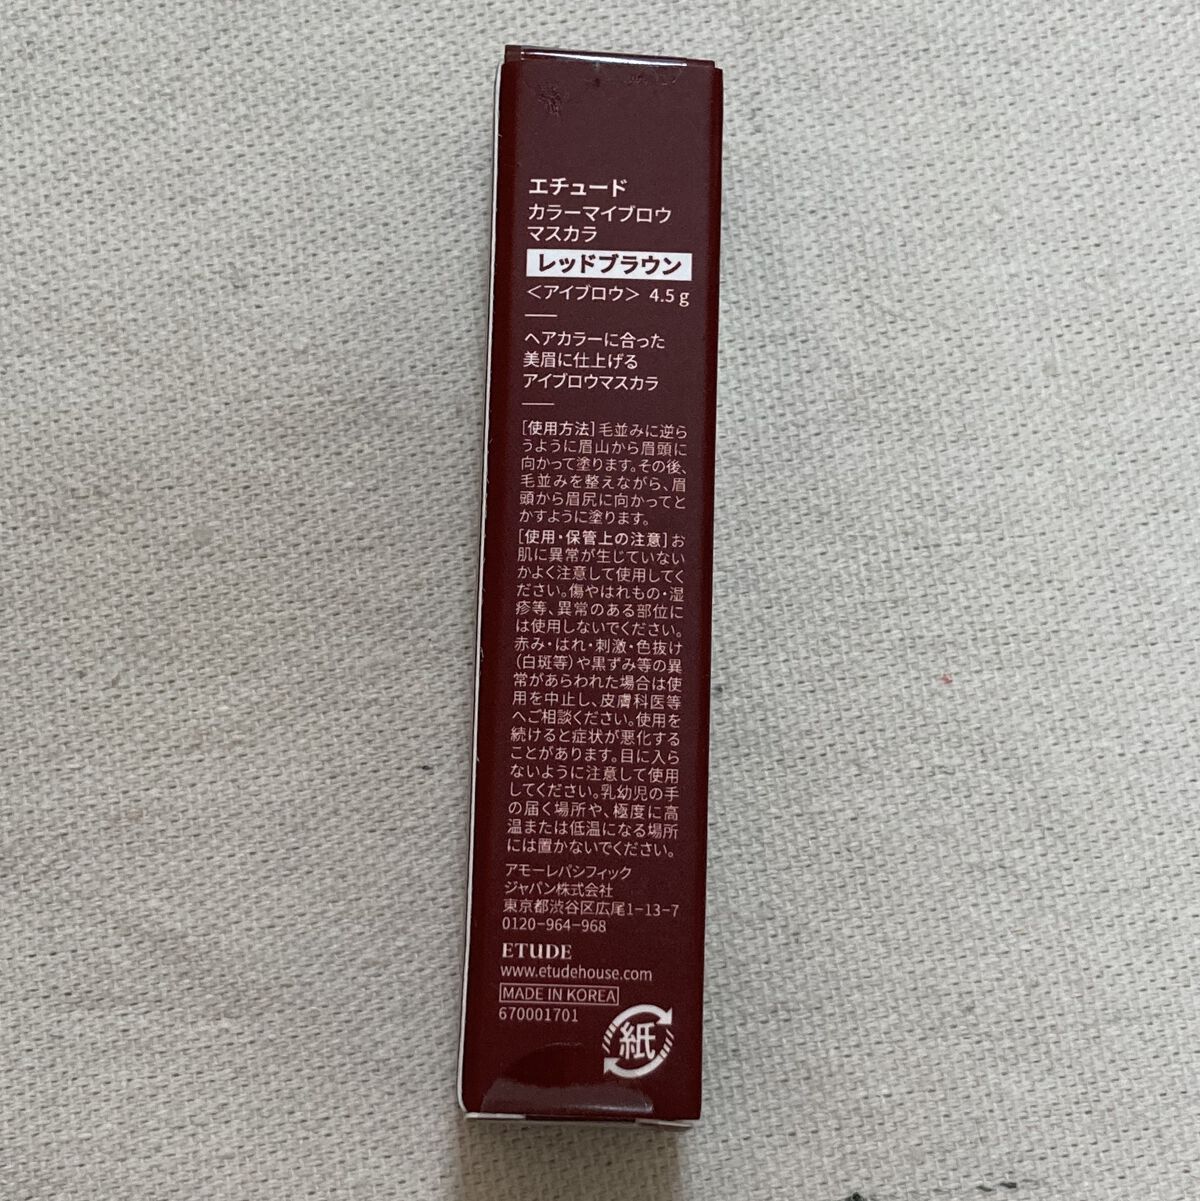 エチュード
カラーマイブロウ
マスカラ
レッドブラウン
＜アイブロウ＞ 4.5g
ヘアカラーに合った
美眉に仕上げる
アイブロウマスカラ
[使用方法]毛並みに逆ら
うように眉山から眉頭に
向かって塗ります。その後、
毛並みを整えながら、眉
頭から眉尻に向かってと
かすように塗ります。
[使用・保管上の注意]お
肌に異常が生じていない
かよく注意して使用してく
ださい。傷やはれもの・湿
疹等、異常のある部位に
は使用しないでください。
赤み・はれ・刺激・色抜け
（白斑等）や黒ずみ等の異
常があらわれた場合は使
用を中止し、皮膚科医等
へご相談ください。使用を
続けると症状が悪化する
ことがあります。目に入ら
ないように注意して使用
してください。乳幼児の手
の届く場所や、極度に高
温または低温になる場所
には置かないでください。
アモーレパシフィック
ジャパン株式会社
東京都渋谷区広尾1-13-7
0120-964-968
ETUDE
www.etudehouse.com
MADE IN KOREA
670001701
紙